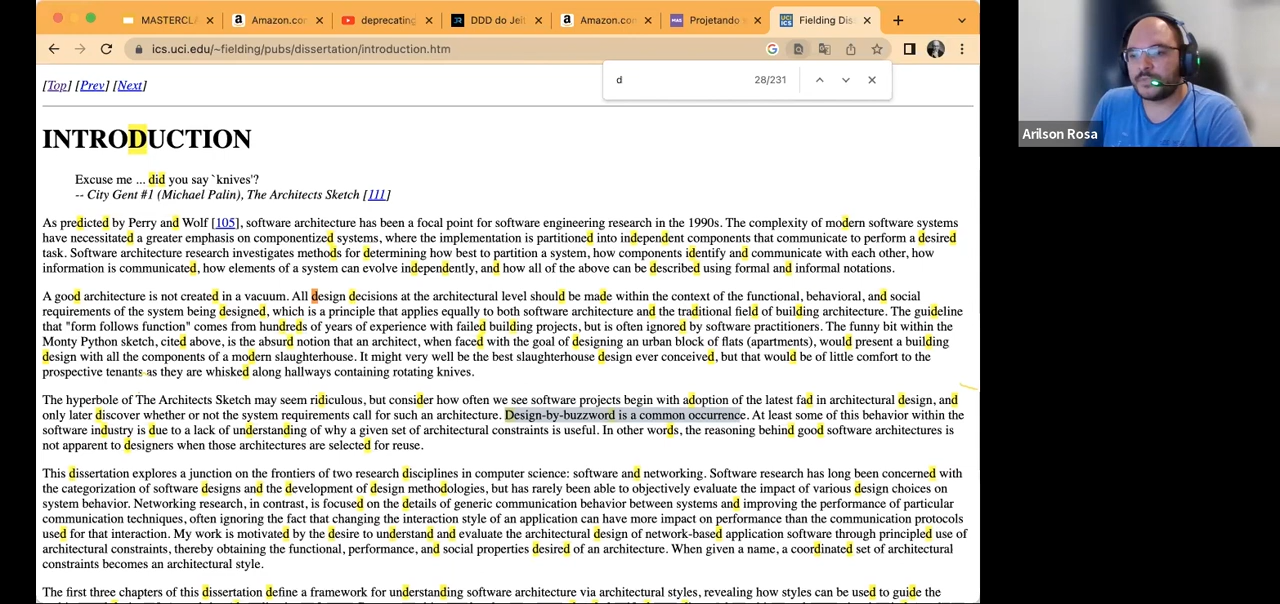 MASTERCLA
Amazon.co
deprecating
DDD do Jeit
Amazon.co
Projetando s
Fielding Dis
ics.uci.edu/~fielding/pubs/dissertation/introduction.htm
d
28/231
Arilson Rosa
[Top] [Prev] [Next]
INTRODUCTION
Excuse me ... did you say `knives'?
-- City Gent #1 (Michael Palin), The Architects Sketch [111]
As predicted by Perry and Wolf [105], software architecture has been a focal point for software engineering research in the 1990s. The complexity of modern software systems
have necessitated a greater emphasis on componentized systems, where the implementation is partitioned into independent components that communicate to perform a desired
task. Software architecture research investigates methods for determining how best to partition a system, how components identify and communicate with each other, how
information is communicated, how elements of a system can evolve independently, and how all of the above can be described using formal and informal notations.
A good architecture is not created in a vacuum. All design decisions at the architectural level should be made within the context of the functional, behavioral, and social
requirements of the system being designed, which is a principle that applies equally to both software architecture and the traditional field of building architecture. The guideline
that "form follows function" comes from hundreds of years of experience with failed building projects, but is often ignored by software practitioners. The funny bit within the
Monty Python sketch, cited above, is the absurd notion that an architect, when faced with the goal of designing an urban block of flats (apartments), would present a building
design with all the components of a modern slaughterhouse. It might very well be the best slaughterhouse design ever conceived, but that would be of little comfort to the
prospective tenants as they are whisked along hallways containing rotating knives.
The hyperbole of The Architects Sketch may seem ridiculous, but consider how often we see software projects begin with adoption of the latest fad in architectural design, and
only later discover whether or not the system requirements call for such an architecture. Design-by-buzzword is a common occurrence. At least some of this behavior within the
software industry is due to a lack of understanding of why a given set of architectural constraints is useful. In other words, the reasoning behind good software architectures is
not apparent to designers when those architectures are selected for reuse.
This dissertation explores a junction on the frontiers of two research disciplines in computer science: software and networking. Software research has long been concerned with
the categorization of software designs and the development of design methodologies, but has rarely been able to objectively evaluate the impact of various design choices on
system behavior. Networking research, in contrast, is focused on the details of generic communication behavior between systems and improving the performance of particular
communication techniques, often ignoring the fact that changing the interaction style of an application can have more impact on performance than the communication protocols
used for that interaction. My work is motivated by the desire to understand and evaluate the architectural design of network-based application software through principled use of
architectural constraints, thereby obtaining the functional, performance, and social properties desired of an architecture. When given a name, a coordinated set of architectural
constraints becomes an architectural style.
The first three chapters of this dissertation define a framework for understanding software architecture via architectural styles, revealing how styles can be used to guide the